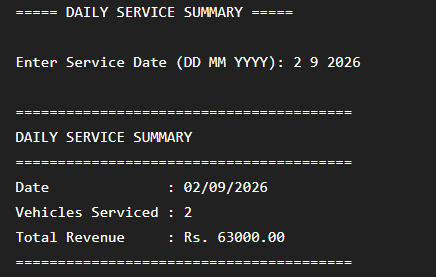 ===== DAILY SERVICE SUMMARY =====
Enter Service Date (DD MM YYYY): 2 9 2026
========================================
DAILY SERVICE SUMMARY
========================================
Date              : 02/09/2026
Vehicles Serviced : 2
Total Revenue     : Rs. 63000.00
========================================